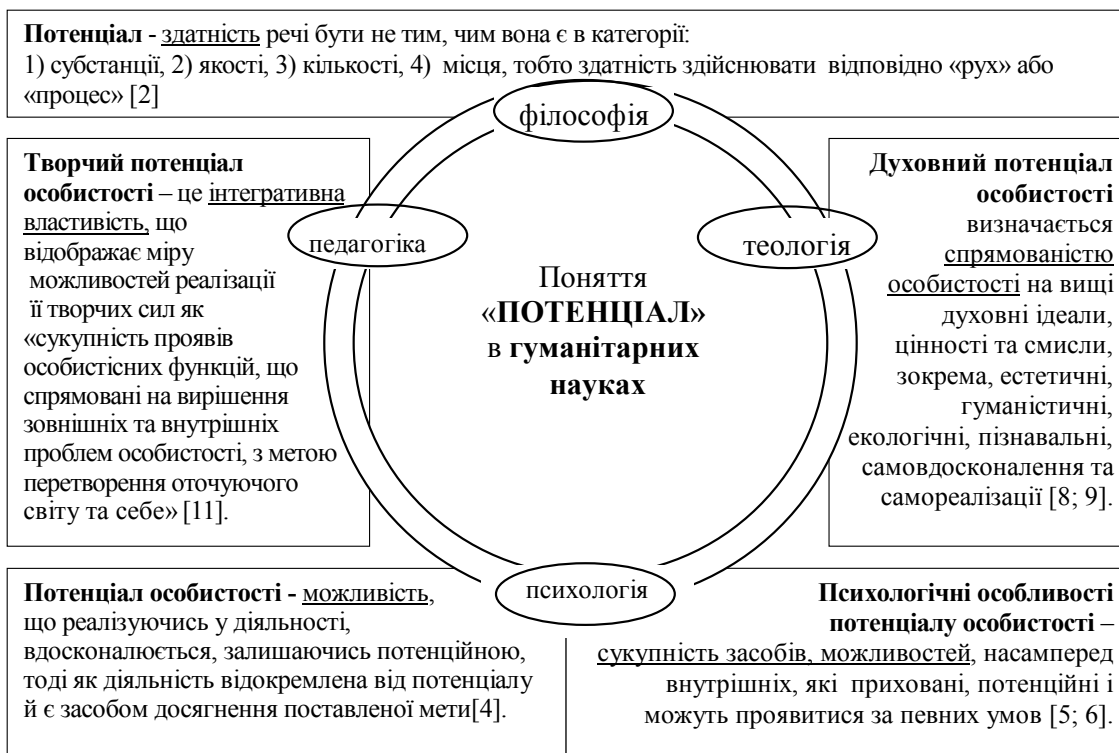 Потенціал - здатність речі бути не тим, чим вона є в категорії:
1) субстанції, 2) якості, 3) кількості, 4) місця, тобто здатність здійснювати відповідно «рух» або
«процес» [2]
філософія
Творчий потенціал
особистості – це інтегративна
властивість, що
відображає міру
можливостей реалізації
її творчих сил як
«сукупність проявів
особистісних функцій, що
спрямовані на вирішення
зовнішніх та внутрішніх
проблем особистості, з метою
перетворення оточуючого
світу та себе» [11].
педагогіка
Поняття
«ПОТЕНЦІАЛ»
в гуманітарних
науках
теологія
Духовний потенціал
особистості
визначається
спрямованістю
особистості на вищі
духовні ідеали,
цінності та смисли,
зокрема, естетичні,
гуманістичні,
екологічні, пізнавальні,
самовдосконалення та
самореалізації [8; 9].
психологія
Потенціал особистості - можливість,
що реалізуючись у діяльності,
вдосконалюється, залишаючись потенційною,
тоді як діяльність відокремлена від потенціалу
й є засобом досягнення поставленої мети[4].
Психологічні особливості
потенціалу особистості –
сукупність засобів, можливостей, насамперед
внутрішніх, які приховані, потенційні і
можуть проявитися за певних умов [5; 6].